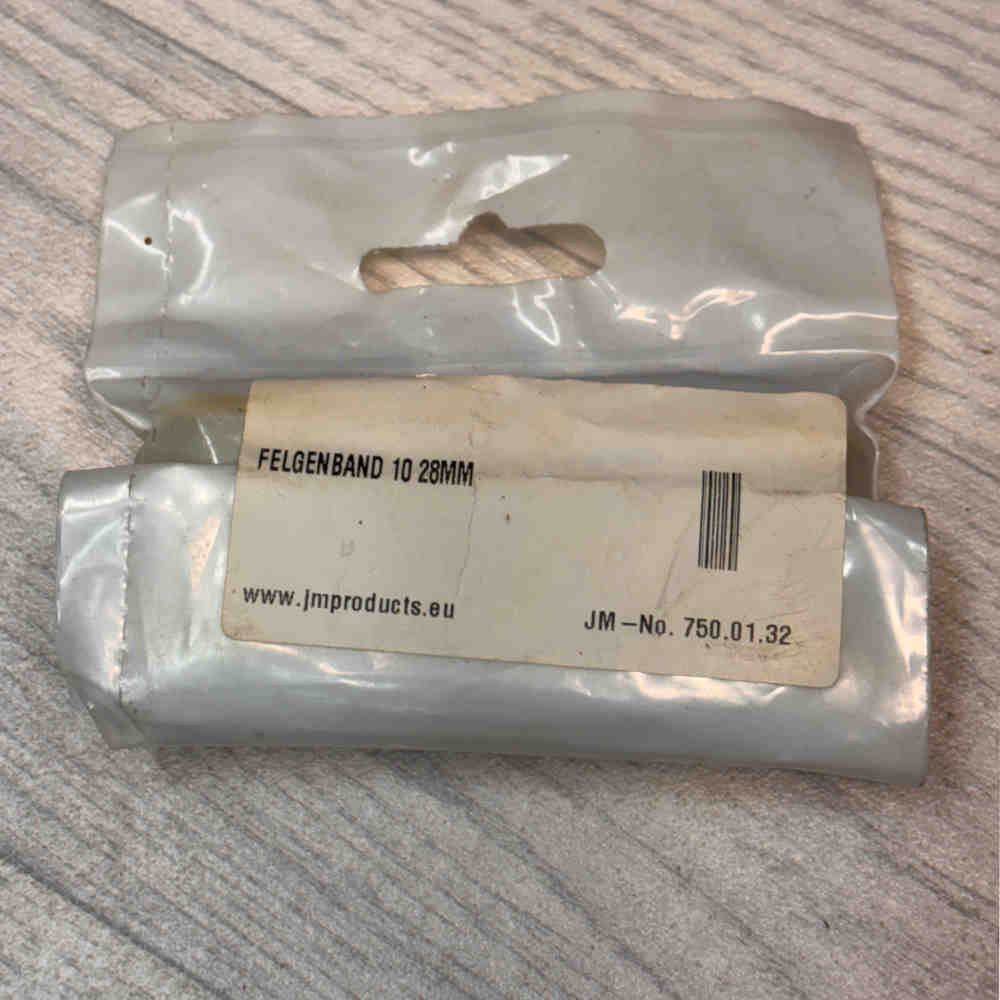 FELGENBAND 10 28MM
www.jmproducts.eu
JM-No. 750.01.32